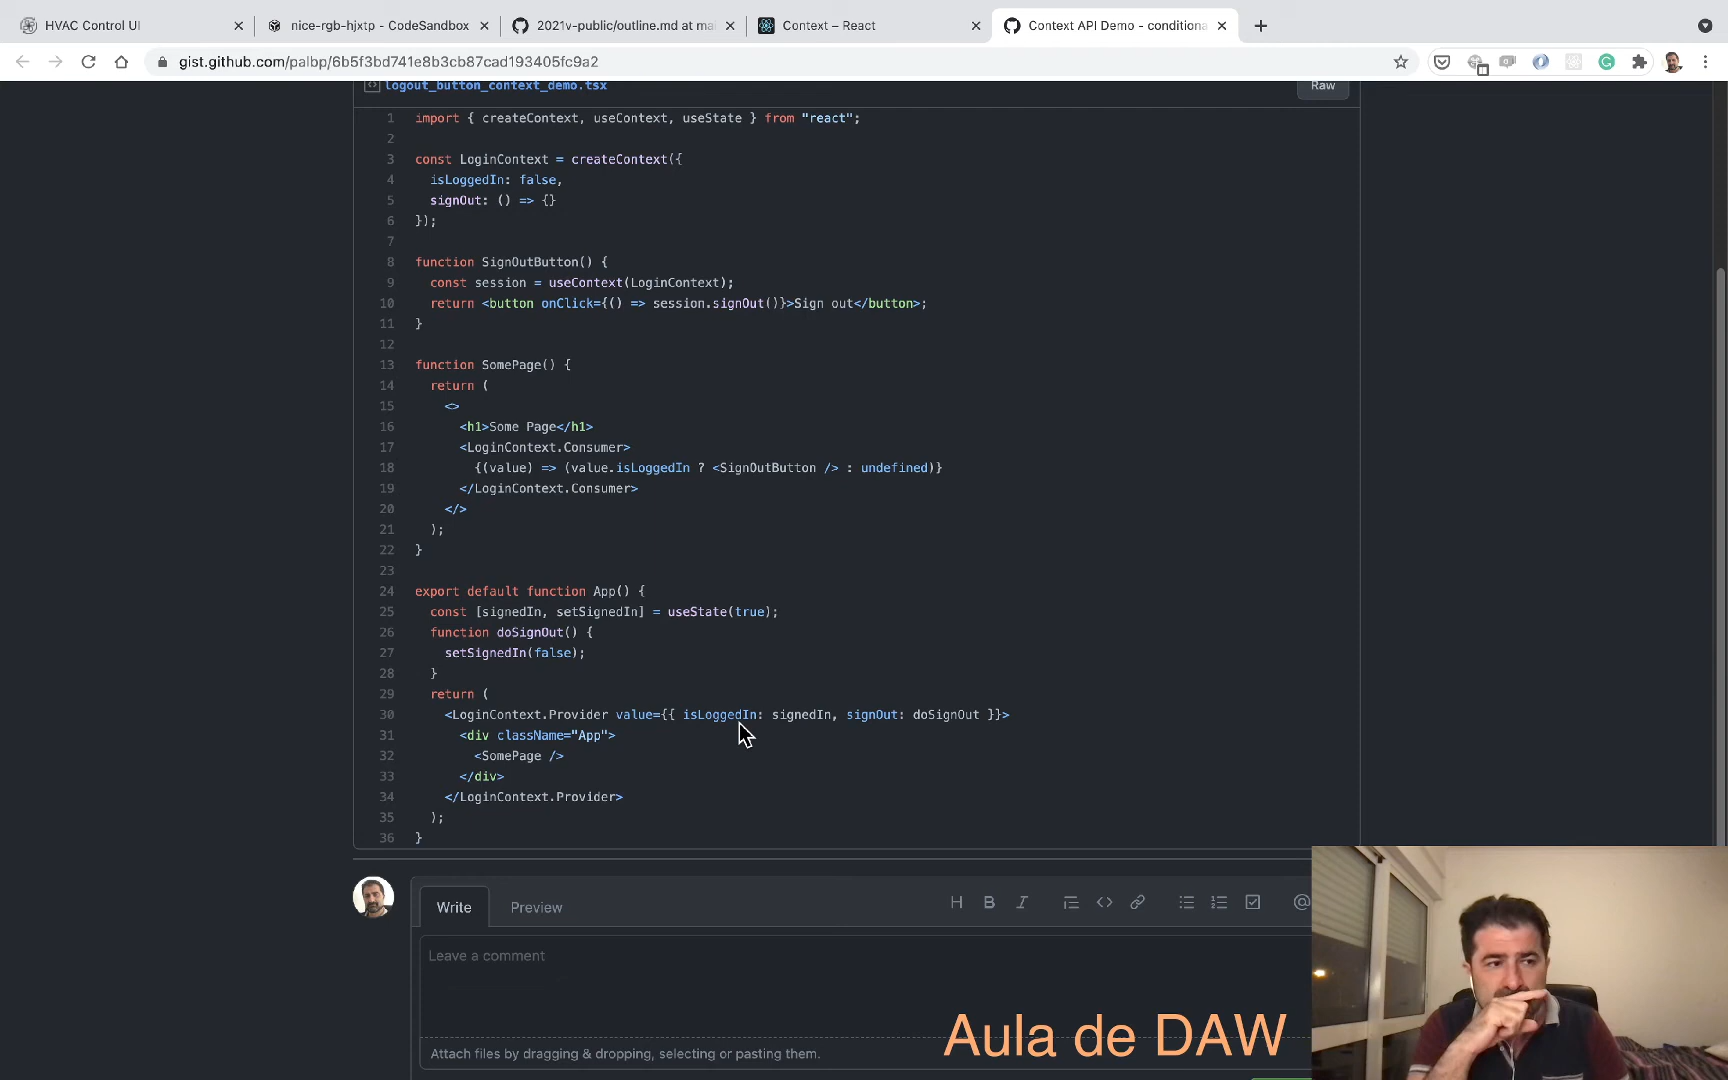 HVAC Control UI
nice-rgb-hjxtp - CodeSandbox
2021v-public/outline.md at mai
Context – React
Context API Demo - conditiona
gist.github.com/palbp/6b5f3bd741e8b3cb87cad193405fc9a2
logout_button_context_demo.tsx
Raw
1 import { createContext, useContext, useState } from "react";
2
3 const LoginContext = createContext({
4 isLoggedIn: false,
5 signOut: () => {}
6 });
7
8 function SignOutButton() {
9 const session = useContext(LoginContext);
10 return <button onClick={() => session.signOut()}>Sign out</button>;
11 }
12
13 function SomePage() {
14 return (
15 <>
16 <h1>Some Page</h1>
17 <LoginContext.Consumer>
18 {(value) => (value.isLoggedIn ? <SignOutButton /> : undefined)}
19 </LoginContext.Consumer>
20 </>
21 );
22 }
23
24 export default function App() {
25 const [signedIn, setSignedIn] = useState(true);
26 function doSignOut() {
27 setSignedIn(false);
28 }
29 return (
30 <LoginContext.Provider value={{ isLoggedIn: signedIn, signOut: doSignOut }}>
31 <div className="App">
32 <SomePage />
33 </div>
34 </LoginContext.Provider>
35 );
36 }
Write
Preview
H B I
@
Leave a comment
Attach files by dragging & dropping, selecting or pasting them.
Aula de DAW